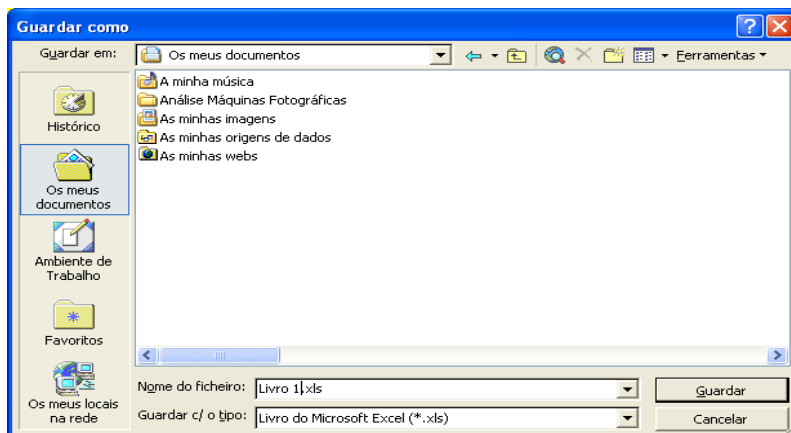 Guardar como
Guardar em:
Os meus documentos
Ferramentas
Histórico
Os meus
documentos
Ambiente de
Trabalho
Favoritos
Os meus locais
na rede
A minha música
Análise Máquinas Fotográficas
As minhas imagens
As minhas origens de dados
As minhas webs
Nome do ficheiro:
Livro 1.xls
Guardar
Guardar c/ o tipo:
Livro do Microsoft Excel (*.xls)
Cancelar